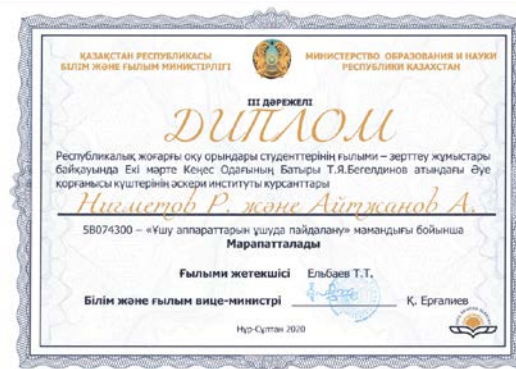 ҚАЗАҚСТАН РЕСПУБЛИКАСЫ
БІЛІМ ЖӘНЕ ҒЫЛЫМ МИНИСТРЛІГІ
МИНИСТЕРСТВО ОБРАЗОВАНИЯ И НАУКИ
РЕСПУБЛИКИ КАЗАХСТАН
III ДӘРЕЖЕЛІ
ДИПЛОМ
Республикалық жоғарғы оқу орындары студенттерінің ғылыми – зерттеу жұмыстары
байқауында Екі мәрте Кеңес Одағының Батыры Т.Я.Бегелдинов атындағы Әуе
қорғанысы күштерінің әскери институты курсанттары
Нигметов Р. және Айтжанов А.
5В074300 – «Ұшу аппараттарын ұшуда пайдалану» мамандығы бойынша
Марапатталады
Ғылыми жетекшісі Ельбаев Т.Т.
Білім және ғылым вице-министрі Қ. Ерғалиев
Нұр-Сұлтан 2020